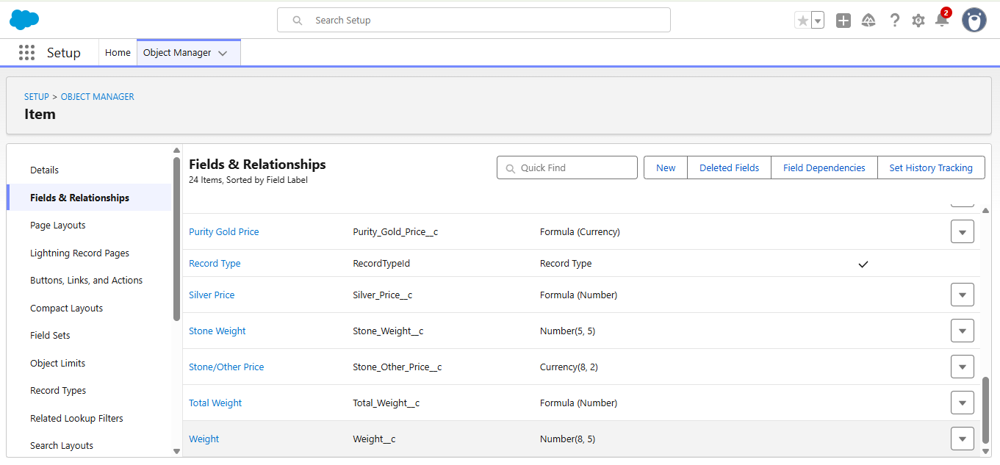 Search Setup
2
Setup
Home
Object Manager
SETUP > OBJECT MANAGER
Item
Details
Fields & Relationships
Page Layouts
Lightning Record Pages
Buttons, Links, and Actions
Compact Layouts
Field Sets
Object Limits
Record Types
Related Lookup Filters
Search Layouts
Fields & Relationships
24 Items, Sorted by Field Label
Quick Find
New
Deleted Fields
Field Dependencies
Set History Tracking
Purity Gold Price Purity_Gold_Price__c Formula (Currency)
Record Type RecordTypeId Record Type
Silver Price Silver_Price__c Formula (Number)
Stone Weight Stone_Weight__c Number(5, 5)
Stone/Other Price Stone_Other_Price__c Currency(8, 2)
Total Weight Total_Weight__c Formula (Number)
Weight Weight__c Number(8, 5)